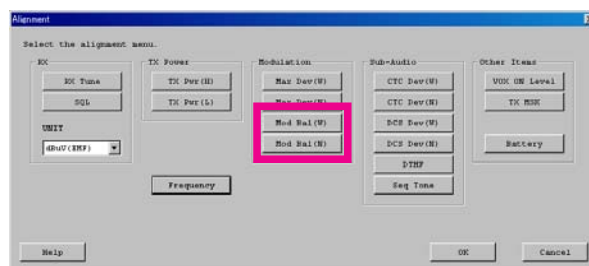 Alignment
Select the alignment menu.
RX
RX Tune
SQL
UNIT
dBuV(EMF)
TX Power
TX Pwr(H)
TX Pwr(L)
Frequency
Modulation
Max Dev(W)
Max Dev(N)
Mod Bal(W)
Mod Bal(N)
Sub-Audio
CTC Dev(W)
CTC Dev(N)
DCS Dev(W)
DCS Dev(N)
DTMF
Seq Tone
Other Items
VOX ON Level
TX MSK
Battery
Help
OK
Cancel